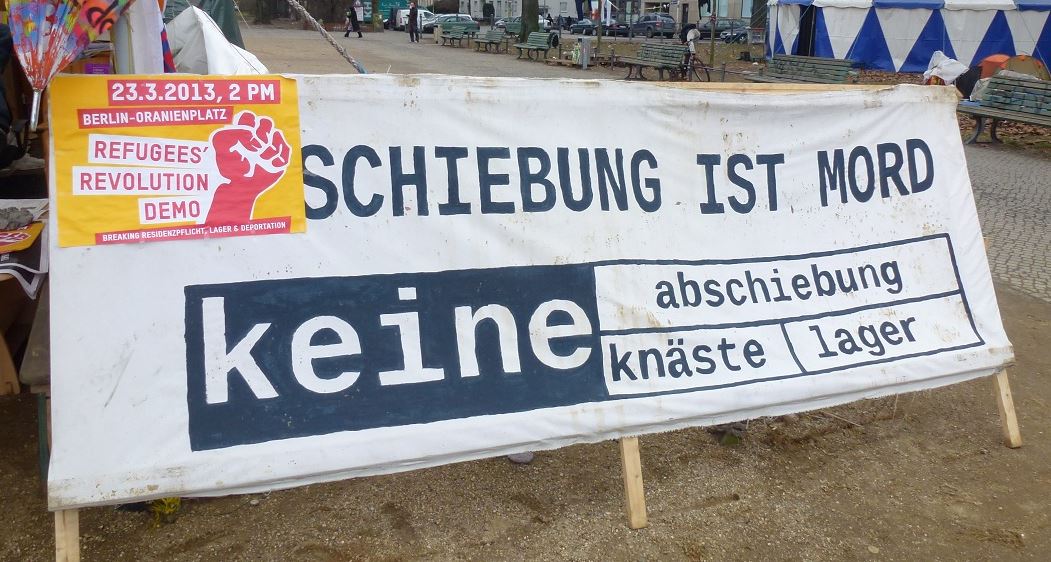 23.3.2013, 2 PM
BERLIN-ORANIENPLATZ
REFUGEES'
REVOLUTION
DEMO
BREAKING RESIDENZPFLICHT, LAGER & DEPORTATION
SCHIEBUNG IST MORD
keine
abschiebung
knäste lager